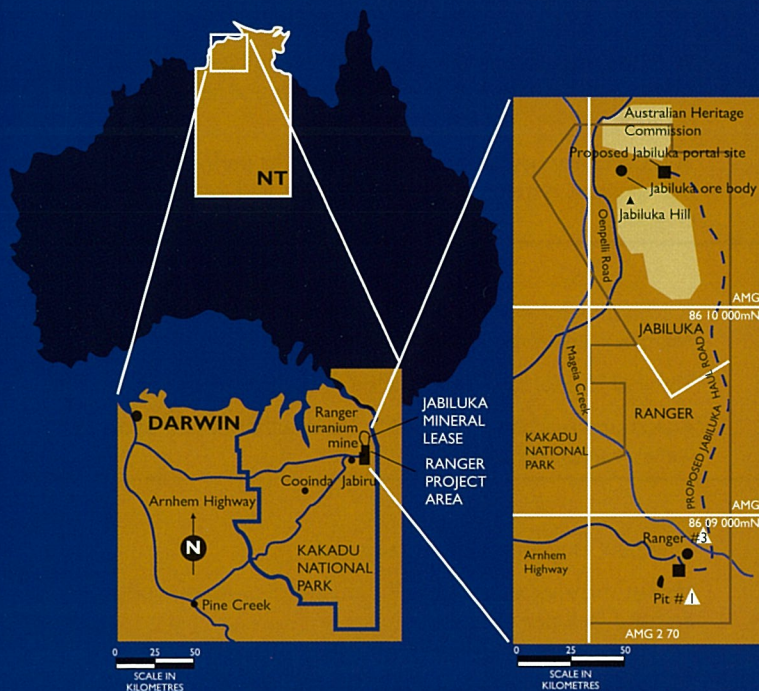 NT
DARWIN
Ranger
uranium
mine
Cooinda
Jabiru
Arnhem Highway
N
KAKADU
NATIONAL
PARK
Pine Creek
0 25 50
SCALE IN
KILOMETRES
JABILUKA
MINERAL
LEASE
RANGER
PROJECT
AREA
Australian Heritage
Commission
Proposed Jabiluka portal site
Jabiluka ore body
Jabiluka Hill
Oenpelli Road
AMG
86 10 000mN
JABILUKA
Mageia Creek
PROPOSED JABILUKA HAUL ROAD
RANGER
KAKADU
NATIONAL
PARK
AMG
86 09 000mN
Ranger #3
Arnhem
Highway
Pit #1
AMG 2 70
0 25 50
SCALE IN
KILOMETRES